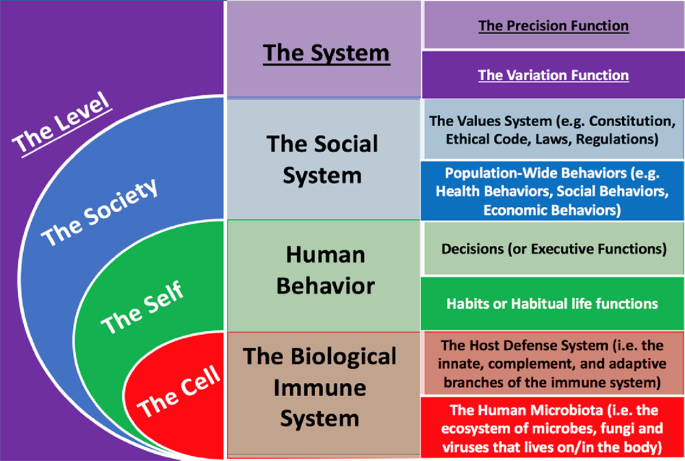 The Level
The System
The Precision Function
The Variation Function
The Society
The Social
System
The Values System (e.g. Constitution,
Ethical Code, Laws, Regulations)
Population-Wide Behaviors (e.g.
Health Behaviors, Social Behaviors,
Economic Behaviors)
The Self
Human
Behavior
Decisions (or Executive Functions)
Habits or Habitual life functions
The Cell
The Biological
Immune
System
The Host Defense System (i.e. the
innate, complement, and adaptive
branches of the immune system)
The Human Microbiota (i.e. the
ecosystem of microbes, fungi and
viruses that lives on/in the body)